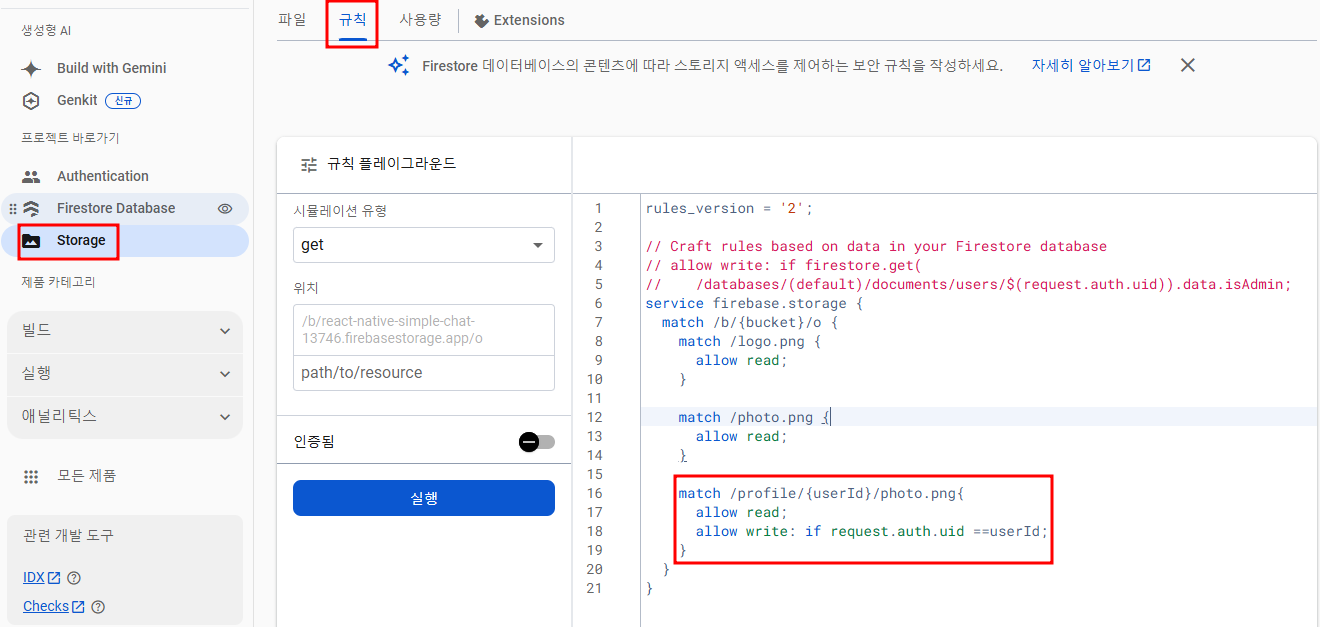 생성형 AI
Build with Gemini
Genkit 신규
프로젝트 바로가기
Authentication
Firestore Database
Storage
제품 카테고리
빌드
실행
애널리틱스
모든 제품
관련 개발 도구
IDX
Checks
파일 규칙 사용량 Extensions
Firestore 데이터베이스의 콘텐츠에 따라 스토리지 액세스를 제어하는 보안 규칙을 작성하세요. 자세히 알아보기
규칙 플레이그라운드
시뮬레이션 유형
get
위치
/b/react-native-simple-chat-
13746.firebasestorage.app/o
path/to/resource
인증됨
실행
1 rules_version = '2';
2
3 // Craft rules based on data in your Firestore database
4 // allow write: if firestore.get(
5 //    /databases/(default)/documents/users/$(request.auth.uid)).data.isAdmin;
6 service firebase.storage {
7   match /b/{bucket}/o {
8     match /logo.png {
9       allow read;
10     }
11
12     match /photo.png {
13       allow read;
14     }
15
16     match /profile/{userId}/photo.png{
17       allow read;
18       allow write: if request.auth.uid ==userId;
19     }
20   }
21 }